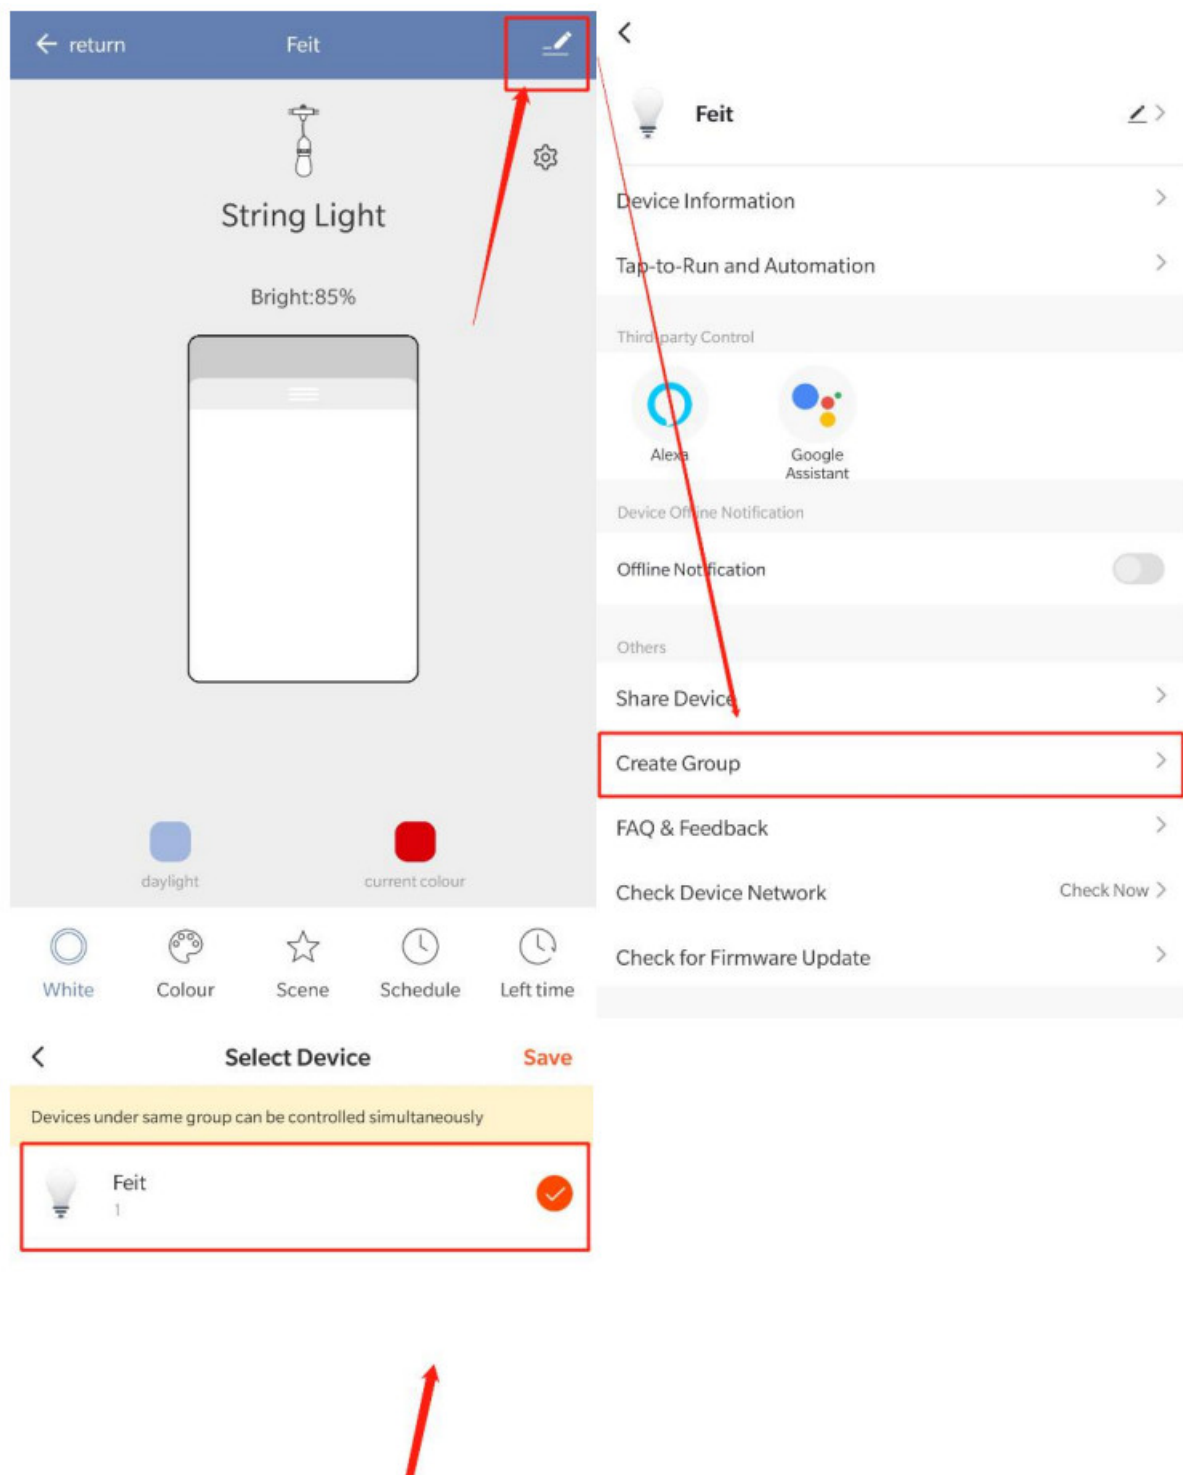 return
Feit
String Light
Bright:85%
daylight
current colour
White
Colour
Scene
Schedule
Left time
Feit
Device Information
Tap-to-Run and Automation
Third-party Control
Alexa
Google
Assistant
Device Offline Notification
Offline Notification
Others
Share Device
Create Group
FAQ & Feedback
Check Device Network
Check Now
Check for Firmware Update
Select Device
Save
Devices under same group can be controlled simultaneously
Feit
1